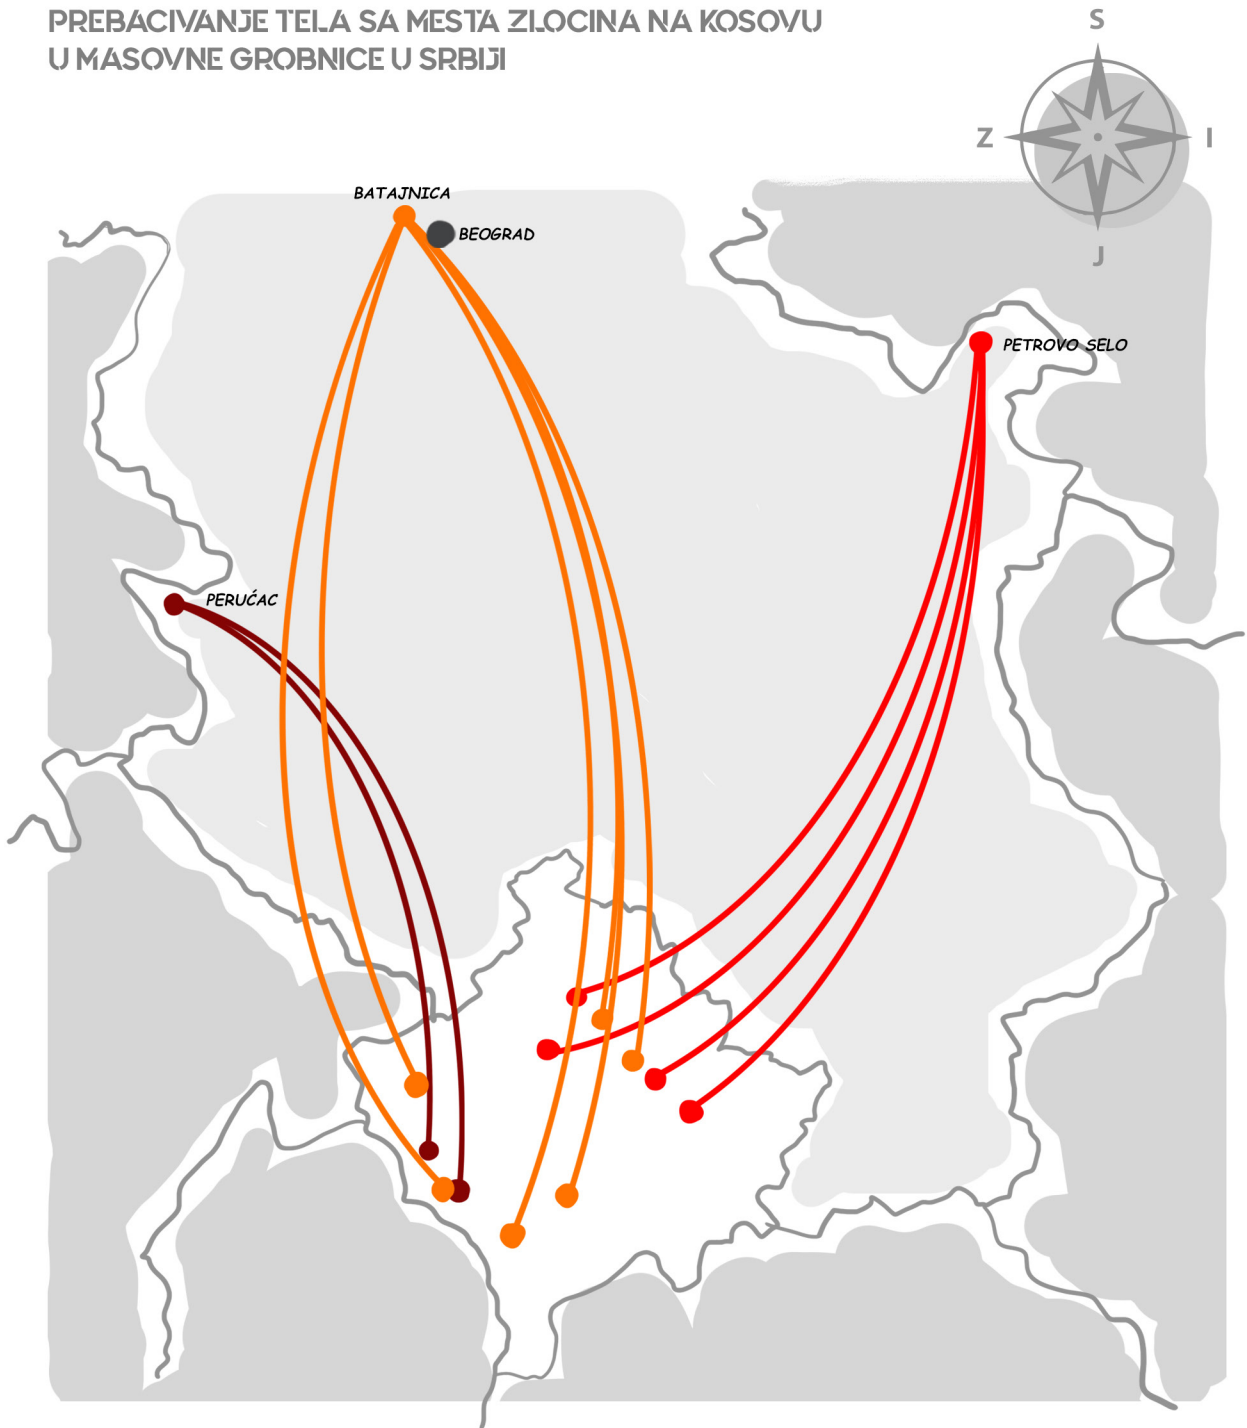 PREBACIVANJE TELA SA MESTA ZLOCINA NA KOSOVU
U MASOVNE GROBNICE U SRBIJI
S
Z
I
J
BATAJNICA
BEOGRAD
PETROVO SELO
PERUĆAC